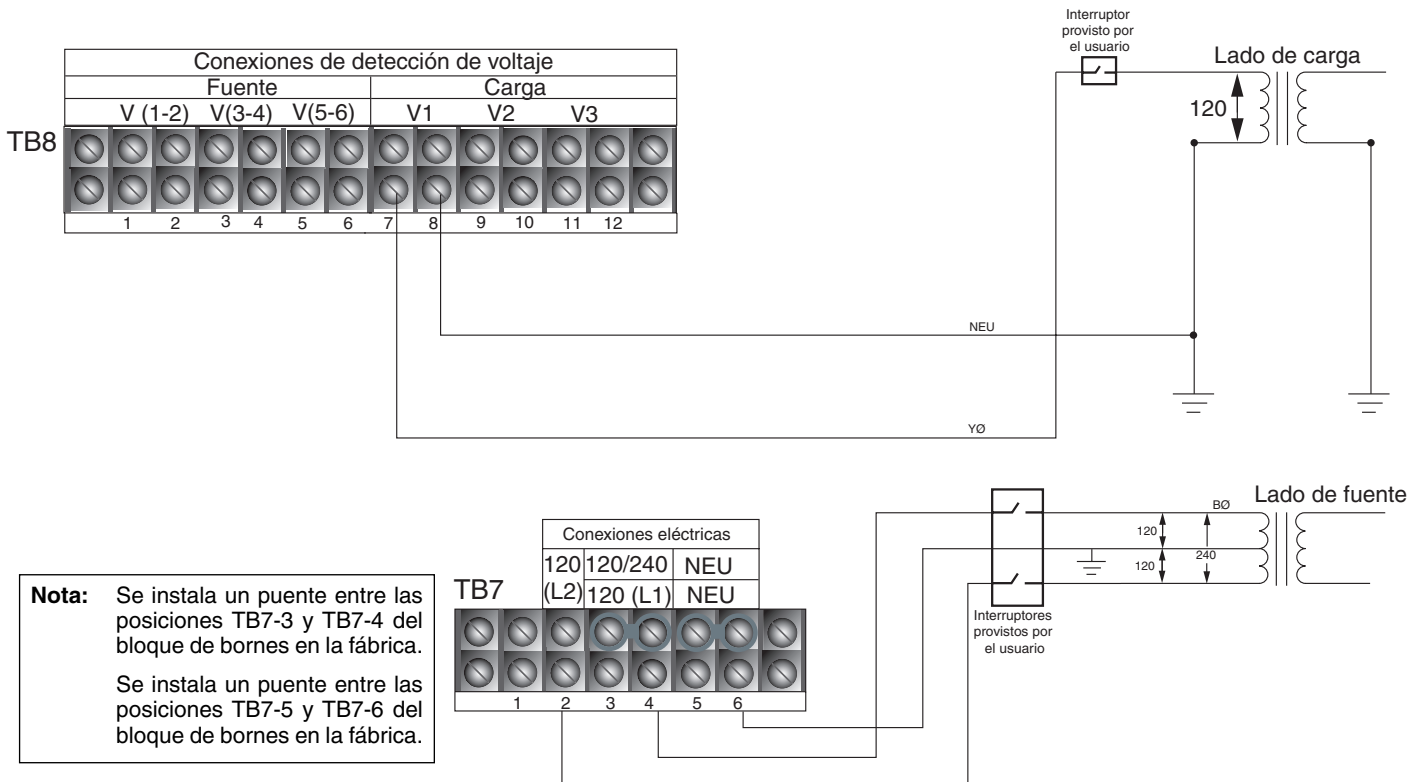 Interruptor
provisto por
el usuario
Lado de carga
Conexiones de detección de voltaje
Fuente
Carga
V (1-2)
V(3-4)
V(5-6)
V1
V2
V3
120
TB8
1
2
3
4
5
6
7
8
9
10
11
12
NEU
YØ
Lado de fuente
BØ
120
240
120
Interruptores
provistos por
el usuario
Conexiones eléctricas
120
120/240
NEU
(L2)
120 (L1)
NEU
TB7
1
2
3
4
5
6
Nota: Se instala un puente entre las
posiciones TB7-3 y TB7-4 del
bloque de bornes en la fábrica.
Se instala un puente entre las
posiciones TB7-5 y TB7-6 del
bloque de bornes en la fábrica.